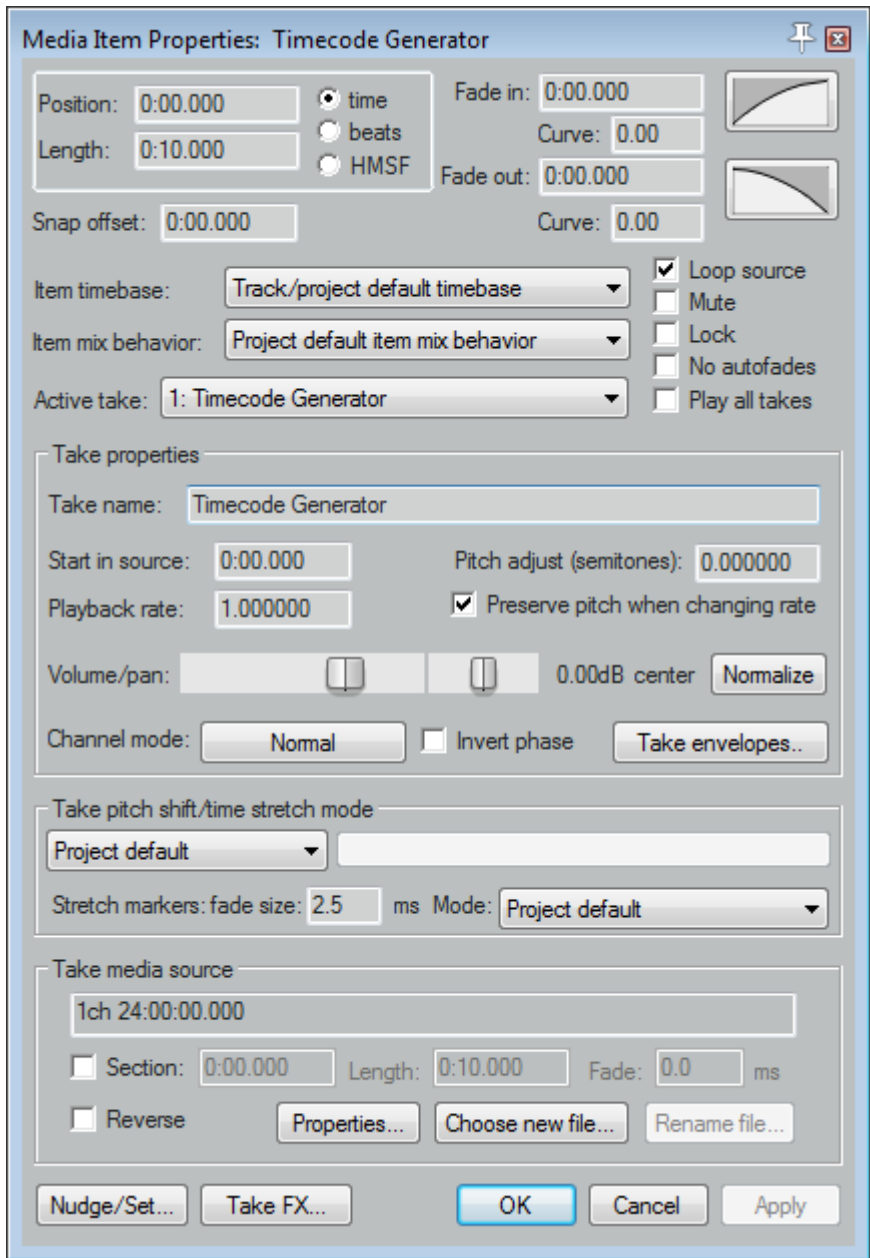 Media Item Properties: Timecode Generator
Position: 0:00.000 time Fade in: 0:00.000
beats Curve: 0.00
Length: 0:10.000 HMSF Fade out: 0:00.000
Snap offset: 0:00.000 Curve: 0.00
Loop source
Item timebase: Track/project default timebase Mute
Item mix behavior: Project default item mix behavior Lock
No autofades
Active take: 1: Timecode Generator Play all takes
Take properties
Take name: Timecode Generator
Start in source: 0:00.000 Pitch adjust (semitones): 0.000000
Playback rate: 1.000000 Preserve pitch when changing rate
Volume/pan: 0.00dB center Normalize
Channel mode: Normal Invert phase Take envelopes..
Take pitch shift/time stretch mode
Project default
Stretch markers: fade size: 2.5 ms Mode: Project default
Take media source
1ch 24:00:00.000
Section: 0:00.000 Length: 0:10.000 Fade: 0.0 ms
Reverse Properties... Choose new file... Rename file...
Nudge/Set... Take FX... OK Cancel Apply